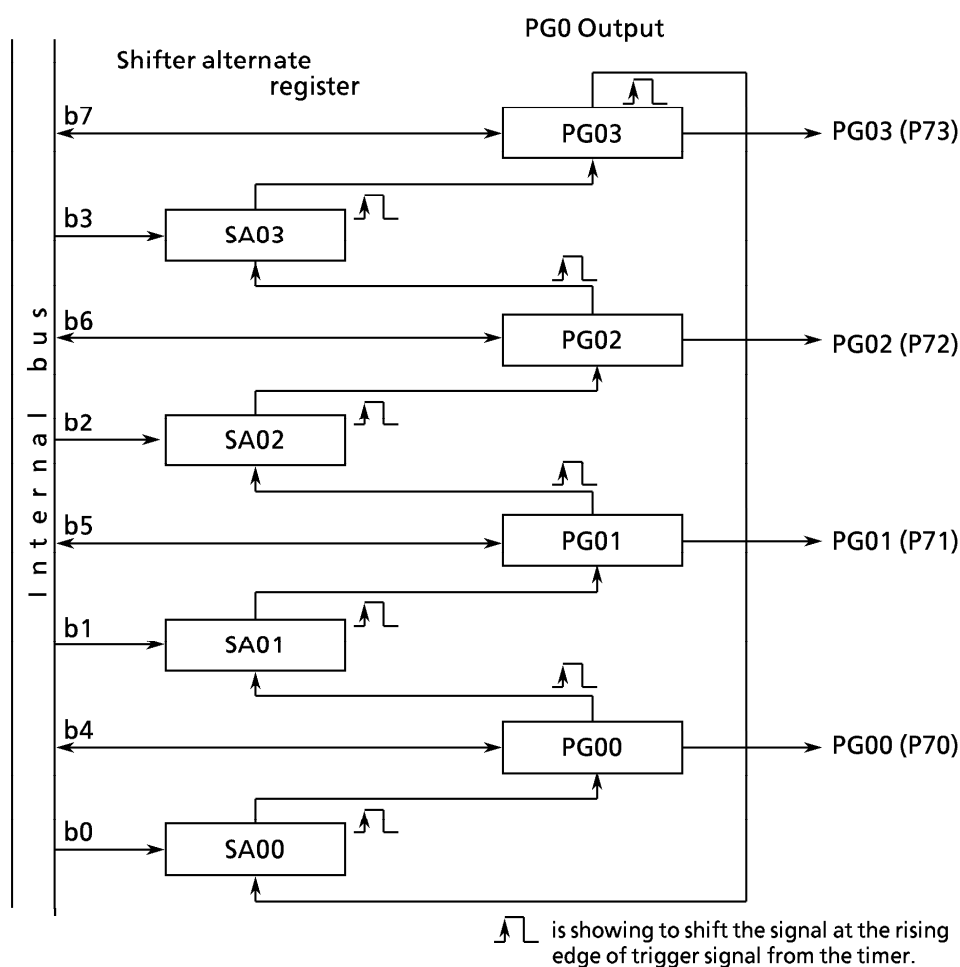 PG0 Output
Shifter alternate
register
b7
PG03
PG03 (P73)
b3
SA03
b6
PG02
PG02 (P72)
b2
SA02
Internal bus
b5
PG01
PG01 (P71)
b1
SA01
b4
PG00
PG00 (P70)
b0
SA00
is showing to shift the signal at the rising
edge of trigger signal from the timer.